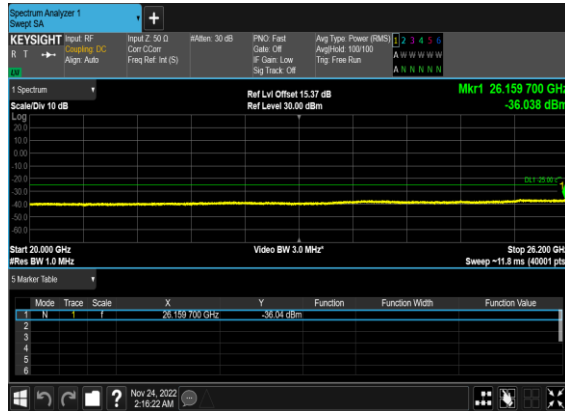 Spectrum Analyzer 1
Swept SA
+
KEYSIGHT Input: RF Input Z: 50 Ω #Atten: 30 dB PNO: Fast Avg Type: Power (RMS) 1 2 3 4 5 6
R T Coupling: DC Corr CCorr Gate: Off Avg|Hold: 100/100 A W W W W W
Align: Auto Freq Ref: Int (S) IF Gain: Low Trig: Free Run
Sig Track: Off A N N N N N
1 Spectrum
Ref Lvl Offset 15.37 dB Mkr1 26.159 700 GHz
Scale/Div 10 dB Ref Level 30.00 dBm -36.038 dBm
Log
20.0
10.0
0.00
-10.0
-20.0
DL1 -25.00
-30.0
-40.0
-50.0
-60.0
Start 20.000 GHz Video BW 3.0 MHz* Stop 26.200 GHz
#Res BW 1.0 MHz Sweep ~11.8 ms (40001 pts)
5 Marker Table
Mode Trace Scale X Y Function Function Width Function Value
1 N 1 f 26.159 700 GHz -36.04 dBm
2
3
4
5
6
? Nov 24, 2022
2:16:22 AM